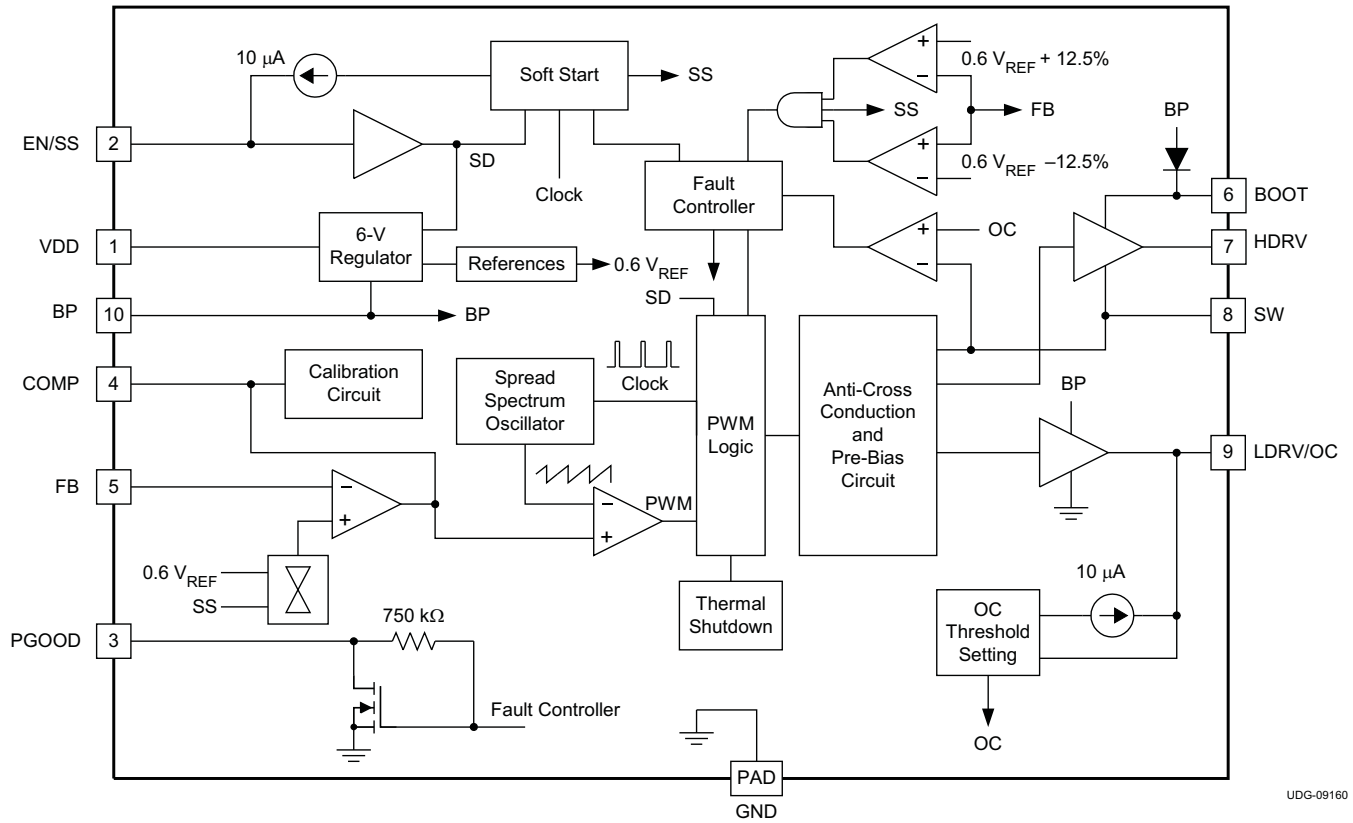 10 μA
Soft Start
SS
0.6 VREF + 12.5%
SS
FB
BP
EN/SS
2
SD
Clock
0.6 VREF –12.5%
Fault
Controller
6
BOOT
VDD
1
6-V
Regulator
+
–
OC
7
HDRV
References
0.6 VREF
SD
BP
10
BP
8
SW
COMP
4
Calibration
Circuit
Spread
Spectrum
Oscillator
Clock
PWM
Logic
Anti-Cross
Conduction
and
Pre-Bias
Circuit
BP
9
LDRV/OC
FB
5
–
+
–
+
PWM
0.6 VREF
SS
10 μA
Thermal
Shutdown
OC
Threshold
Setting
PGOOD
3
750 kΩ
Fault Controller
OC
PAD
GND
UDG-09160
+
–
+
–